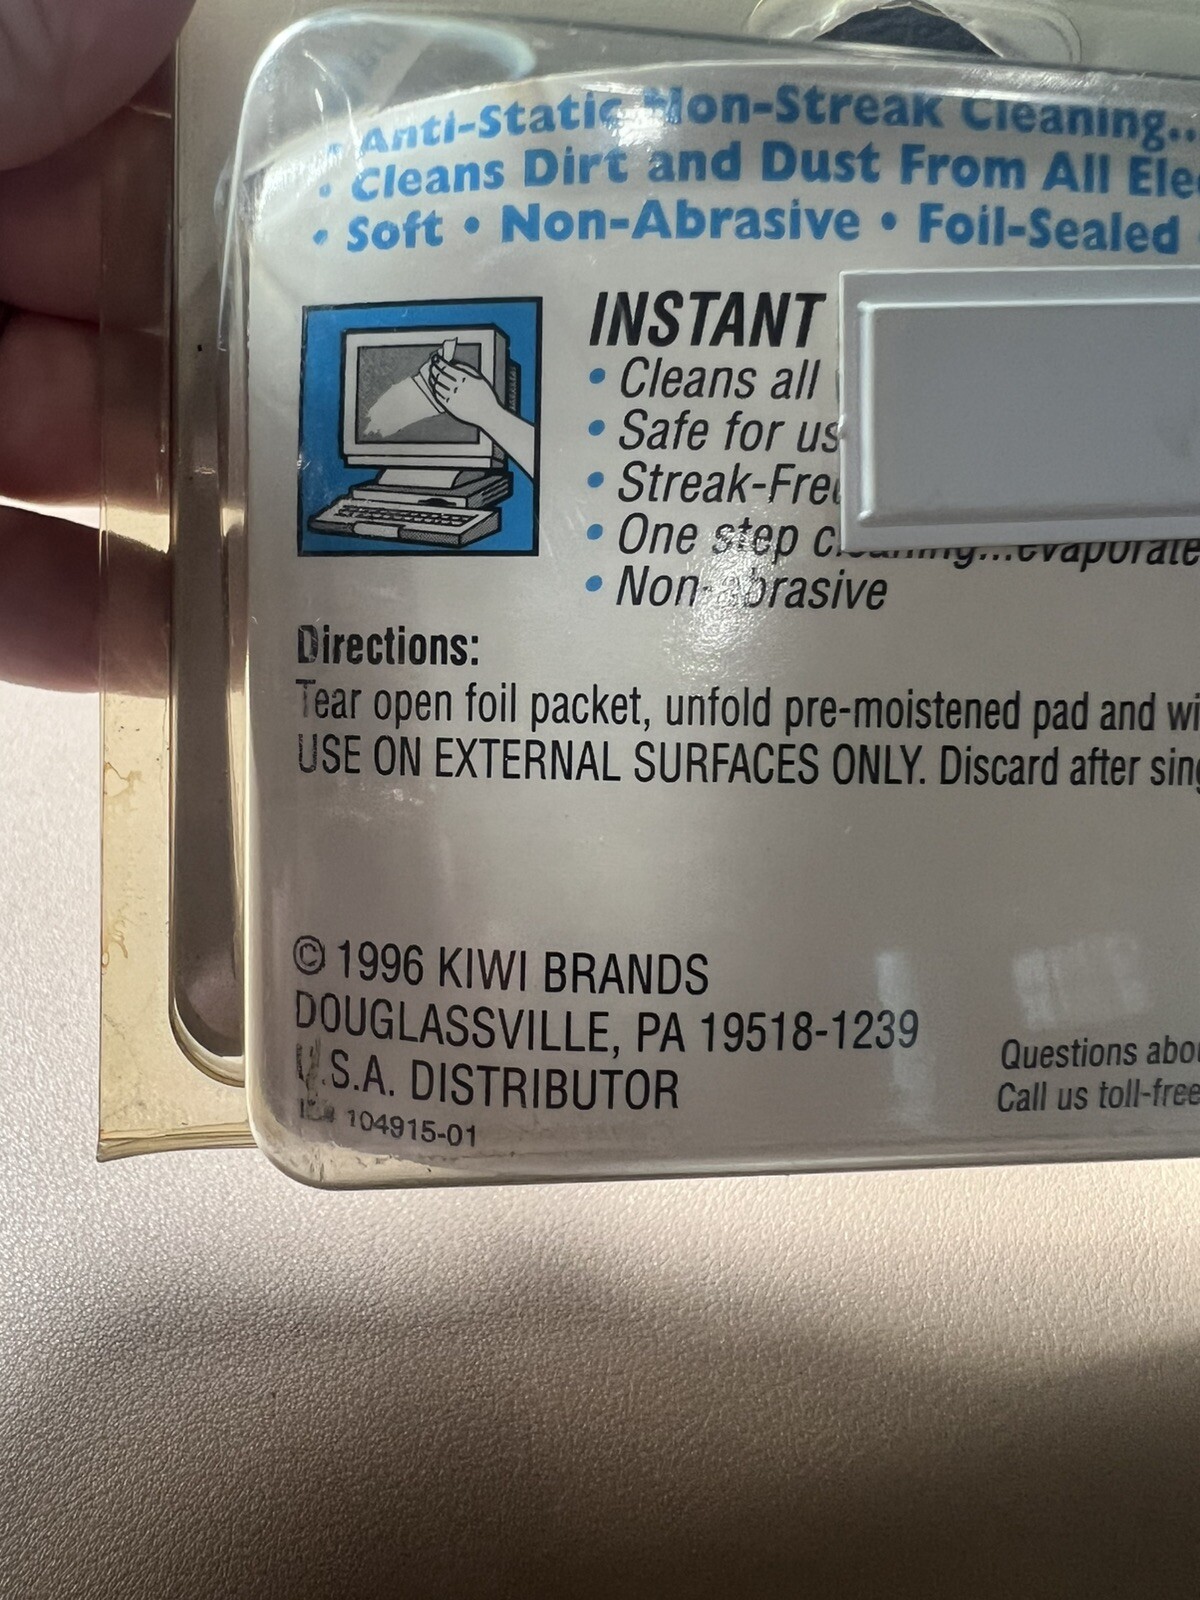 • Anti-Static Non-Streak Cleaning...
• Cleans Dirt and Dust From All Ele
• Soft • Non-Abrasive • Foil-Sealed
INSTANT
• Cleans all
• Safe for us
• Streak-Fre
• One step cleaning...evaporate
• Non-abrasive
Directions:
Tear open foil packet, unfold pre-moistened pad and wi
USE ON EXTERNAL SURFACES ONLY. Discard after sing
© 1996 KIWI BRANDS
DOUGLASSVILLE, PA 19518-1239
U.S.A. DISTRIBUTOR
104915-01
Questions abou
Call us toll-free